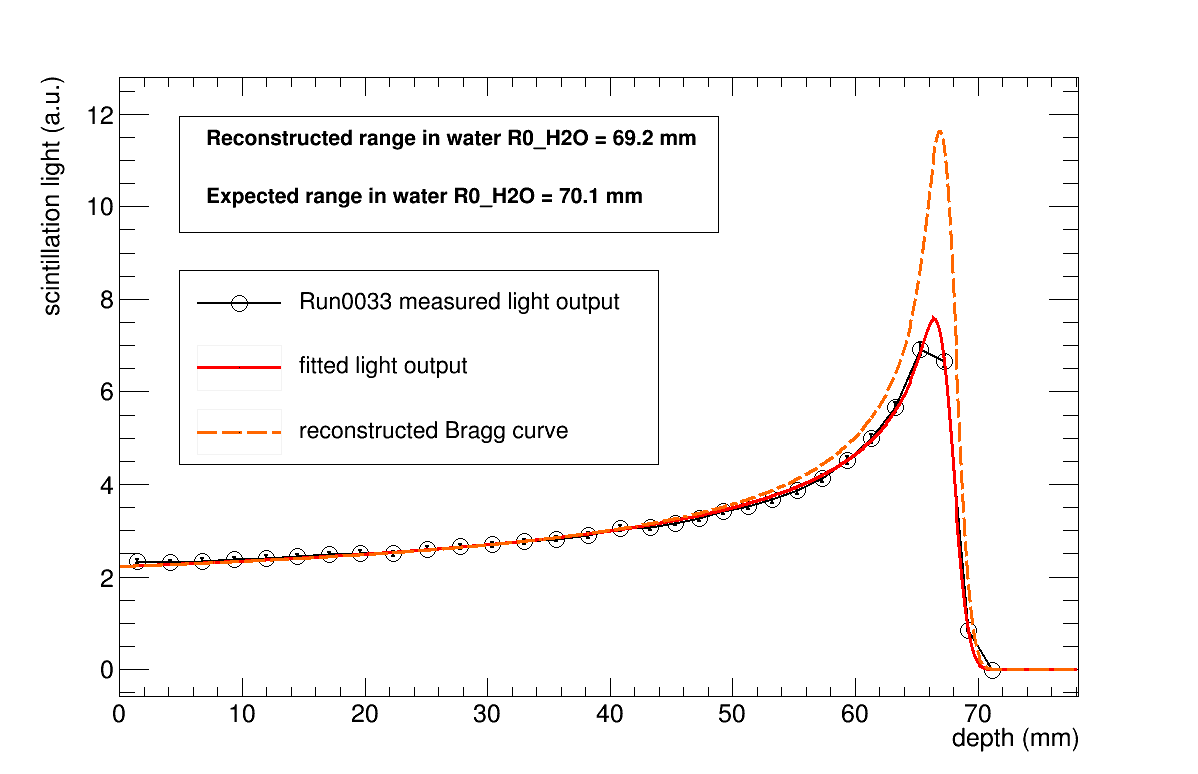 scintillation light (a.u.)
12
10
8
6
4
2
0
Reconstructed range in water R0_H2O = 69.2 mm
Expected range in water R0_H2O = 70.1 mm
Run0033 measured light output
fitted light output
reconstructed Bragg curve
0 10 20 30 40 50 60 70
depth (mm)